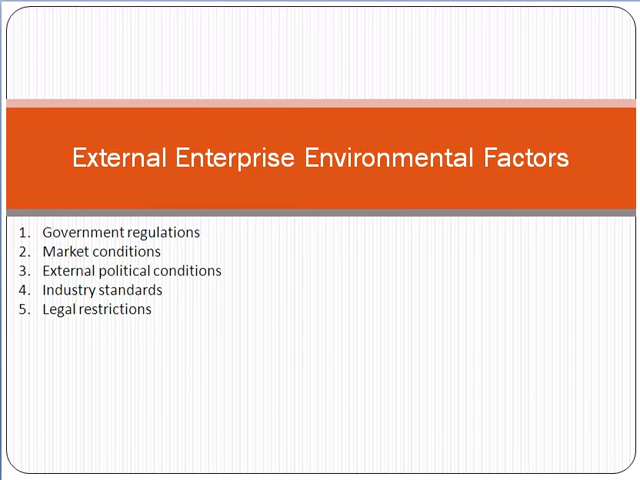 External Enterprise Environmental Factors
1. Government regulations
2. Market conditions
3. External political conditions
4. Industry standards
5. Legal restrictions